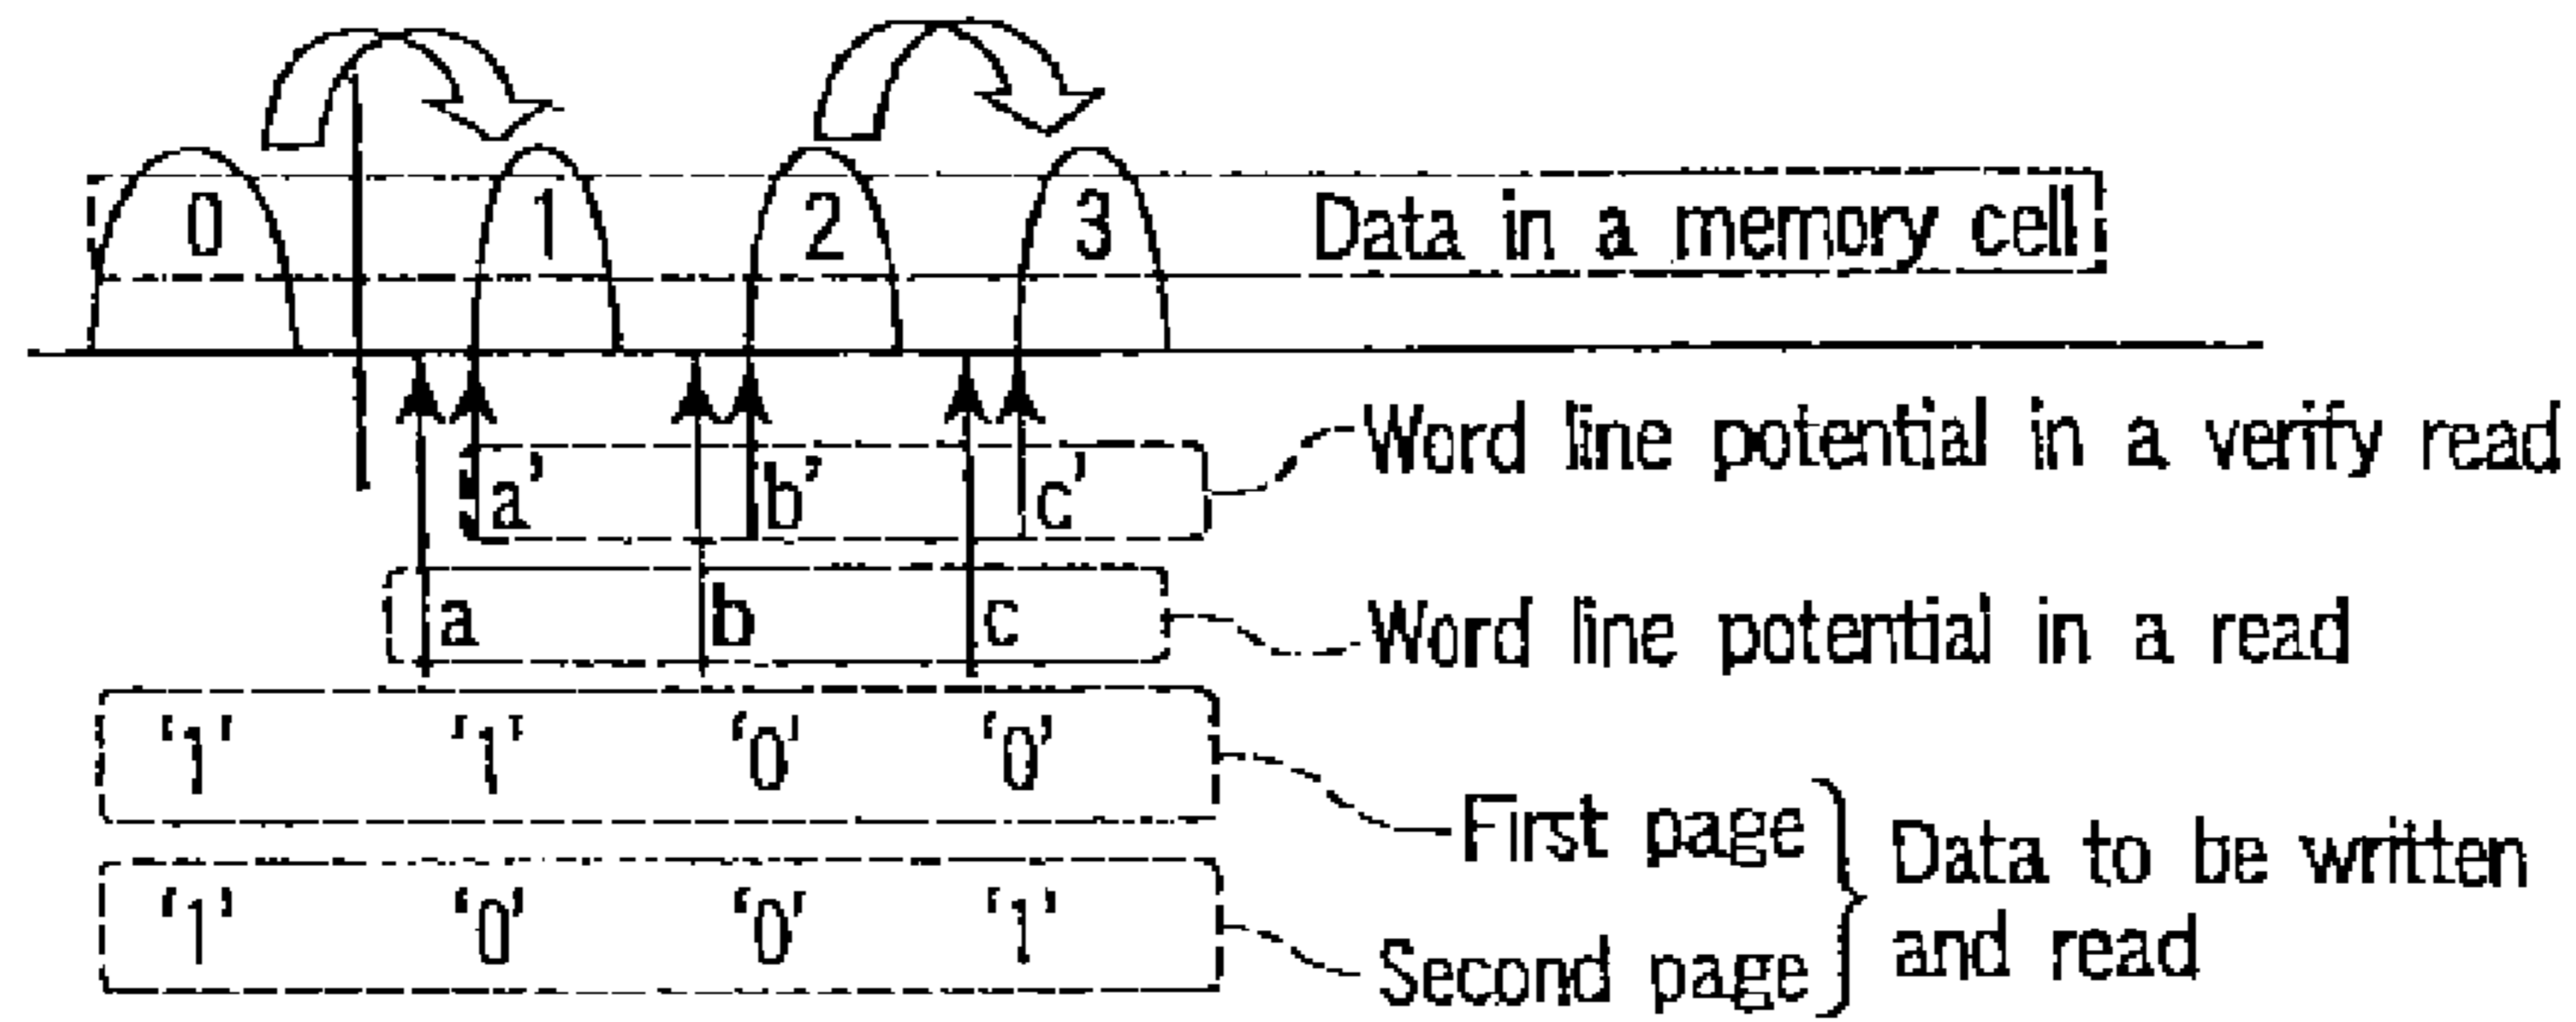 0 1 2 3 Data in a memory cell
a' b' c' Word line potential in a verify read
a b c Word line potential in a read
'1' '1' '0' '0'
First page
'1' '0' '0' '1'
Second page
Data to be written
and read